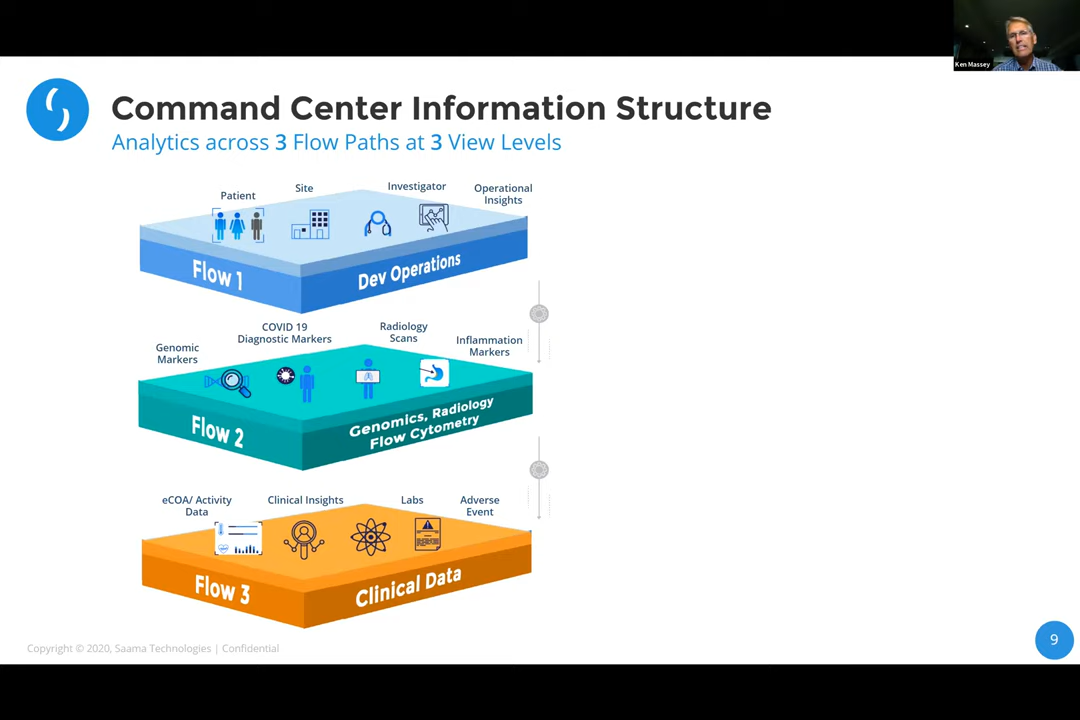 Ken Massey
Command Center Information Structure
Analytics across 3 Flow Paths at 3 View Levels
Patient
Site
Investigator
Operational
Insights
Flow 1
Dev Operations
Genomic
Markers
COVID 19
Diagnostic Markers
Radiology
Scans
Inflammation
Markers
Flow 2
Genomics, Radiology
Flow Cytometry
eCOA/ Activity
Data
Clinical Insights
Labs
Adverse
Event
Flow 3
Clinical Data
Copyright © 2020, Saama Technologies | Confidential
9